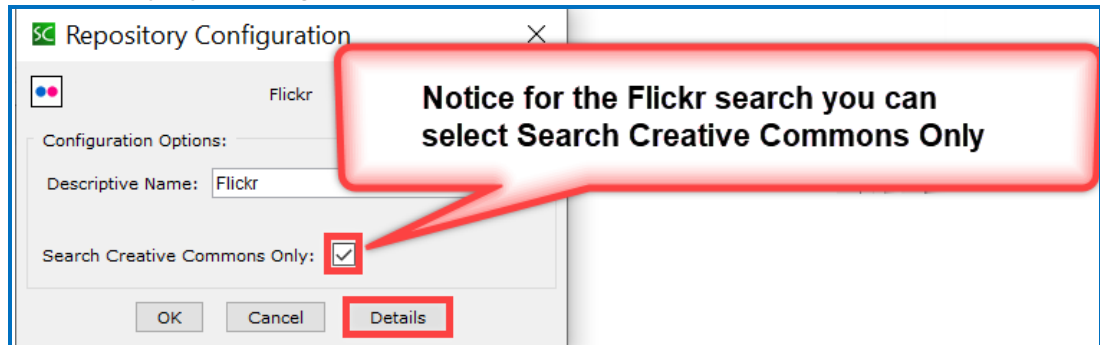 SC Repository Configuration
Flickr
Notice for the Flickr search you can
select Search Creative Commons Only
Configuration Options:
Descriptive Name: Flickr
Search Creative Commons Only:
OK Cancel Details